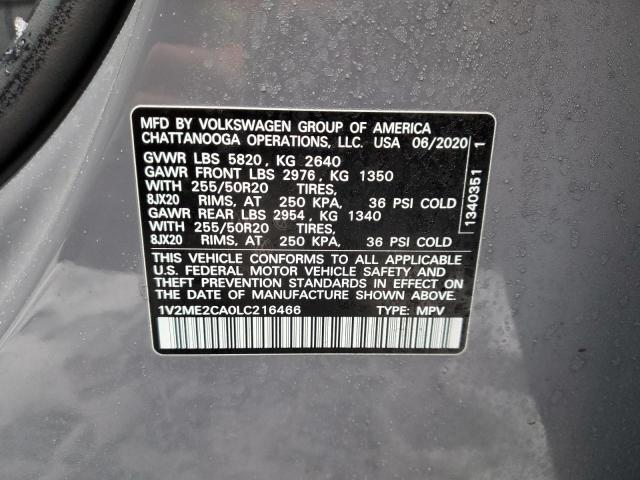 MFD BY VOLKSWAGEN GROUP OF AMERICA
CHATTANOOGA OPERATIONS, LLC. USA 06/2020
GVWR LBS 5820, KG 2640
GAWR FRONT LBS 2976, KG 1350
WITH 255/50R20 TIRES,
8JX20 RIMS, AT 250 KPA, 36 PSI COLD
GAWR REAR LBS 2954, KG 1340
WITH 255/50R20 TIRES,
8JX20 RIMS, AT 250 KPA, 36 PSI COLD
THIS VEHICLE CONFORMS TO ALL APPLICABLE
U.S. FEDERAL MOTOR VEHICLE SAFETY AND
THEFT PREVENTION STANDARDS IN EFFECT ON
THE DATE OF MANUFACTURE SHOWN ABOVE.
1V2ME2CA0LC216466 TYPE: MPV
1340351 1